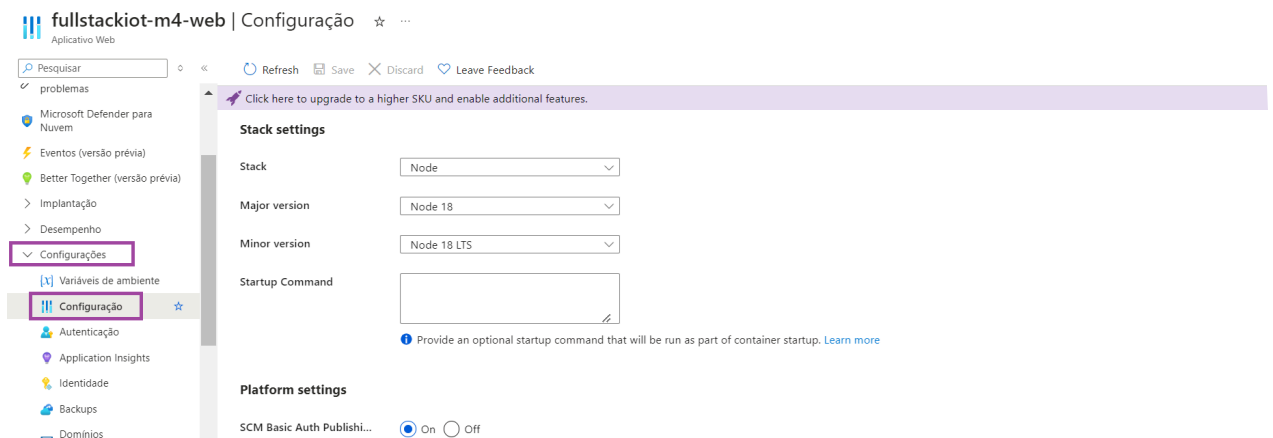 fullstackiot-m4-web | Configuração
Aplicativo Web
Pesquisar
Refresh Save Discard Leave Feedback
problemas
Click here to upgrade to a higher SKU and enable additional features.
Microsoft Defender para
Nuvem
Stack settings
Eventos (versão prévia)
Stack Node
Better Together (versão prévia)
Implantação
Major version Node 18
Desempenho
Minor version Node 18 LTS
Configurações
Variáveis de ambiente
Startup Command
Configuração
Autenticação
Provide an optional startup command that will be run as part of container startup. Learn more
Application Insights
Identidade
Platform settings
Backups
SCM Basic Auth Publishi... On Off
Domínios